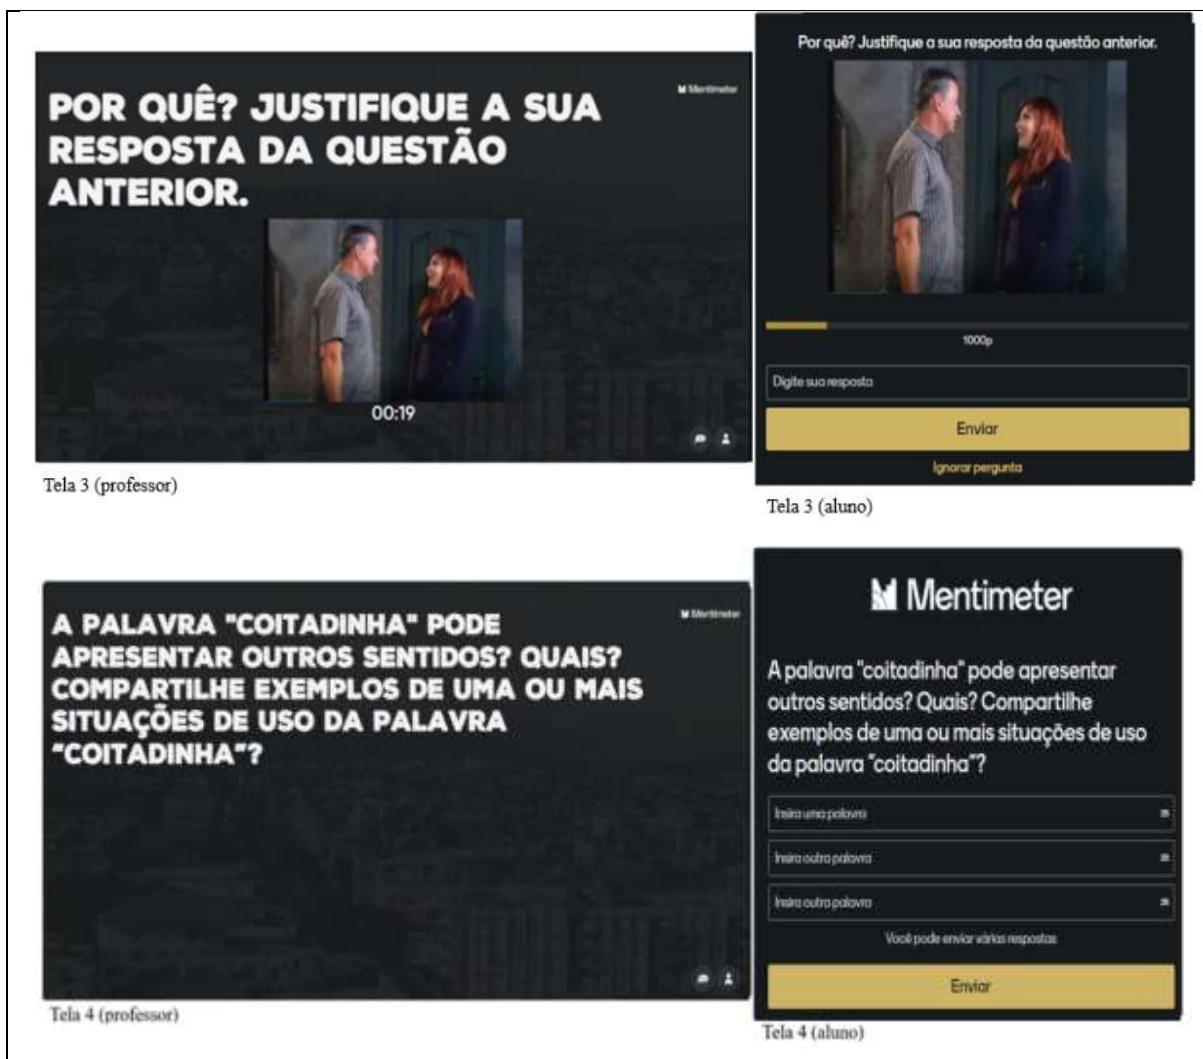 POR QUÊ? JUSTIFIQUE A SUA
RESPOSTA DA QUESTÃO
ANTERIOR.
Mentimeter
00:19
Tela 3 (professor)
Por quê? Justifique a sua resposta da questão anterior.
1000p
Digite sua resposta
Enviar
Ignorar pergunta
Tela 3 (aluno)
A PALAVRA "COITADINHA" PODE
APRESENTAR OUTROS SENTIDOS? QUAIS?
COMPARTILHE EXEMPLOS DE UMA OU MAIS
SITUAÇÕES DE USO DA PALAVRA
"COITADINHA"?
Mentimeter
Tela 4 (professor)
Mentimeter
A palavra "coitadinha" pode apresentar
outros sentidos? Quais? Compartilhe
exemplos de uma ou mais situações de uso
da palavra "coitadinha"?
Insira uma palavra
Insira outra palavra
Insira outra palavra
Você pode enviar várias respostas
Enviar
Tela 4 (aluno)